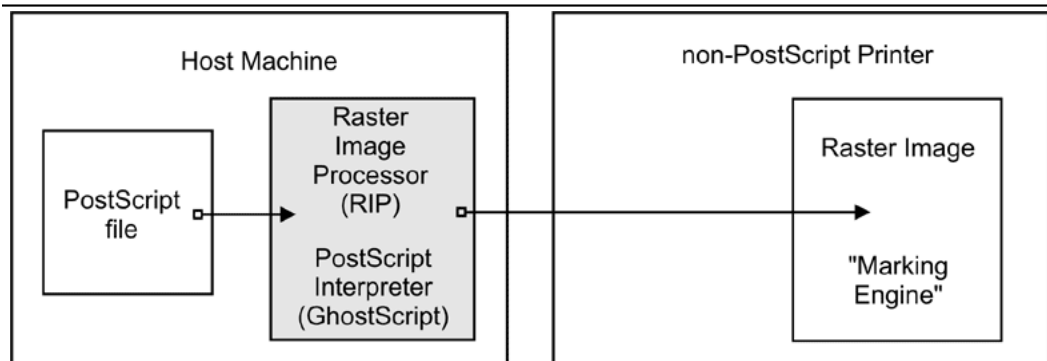 Host Machine
PostScript
file
Raster
Image
Processor
(RIP)
PostScript
Interpreter
(GhostScript)
non-PostScript Printer
Raster Image
"Marking
Engine"